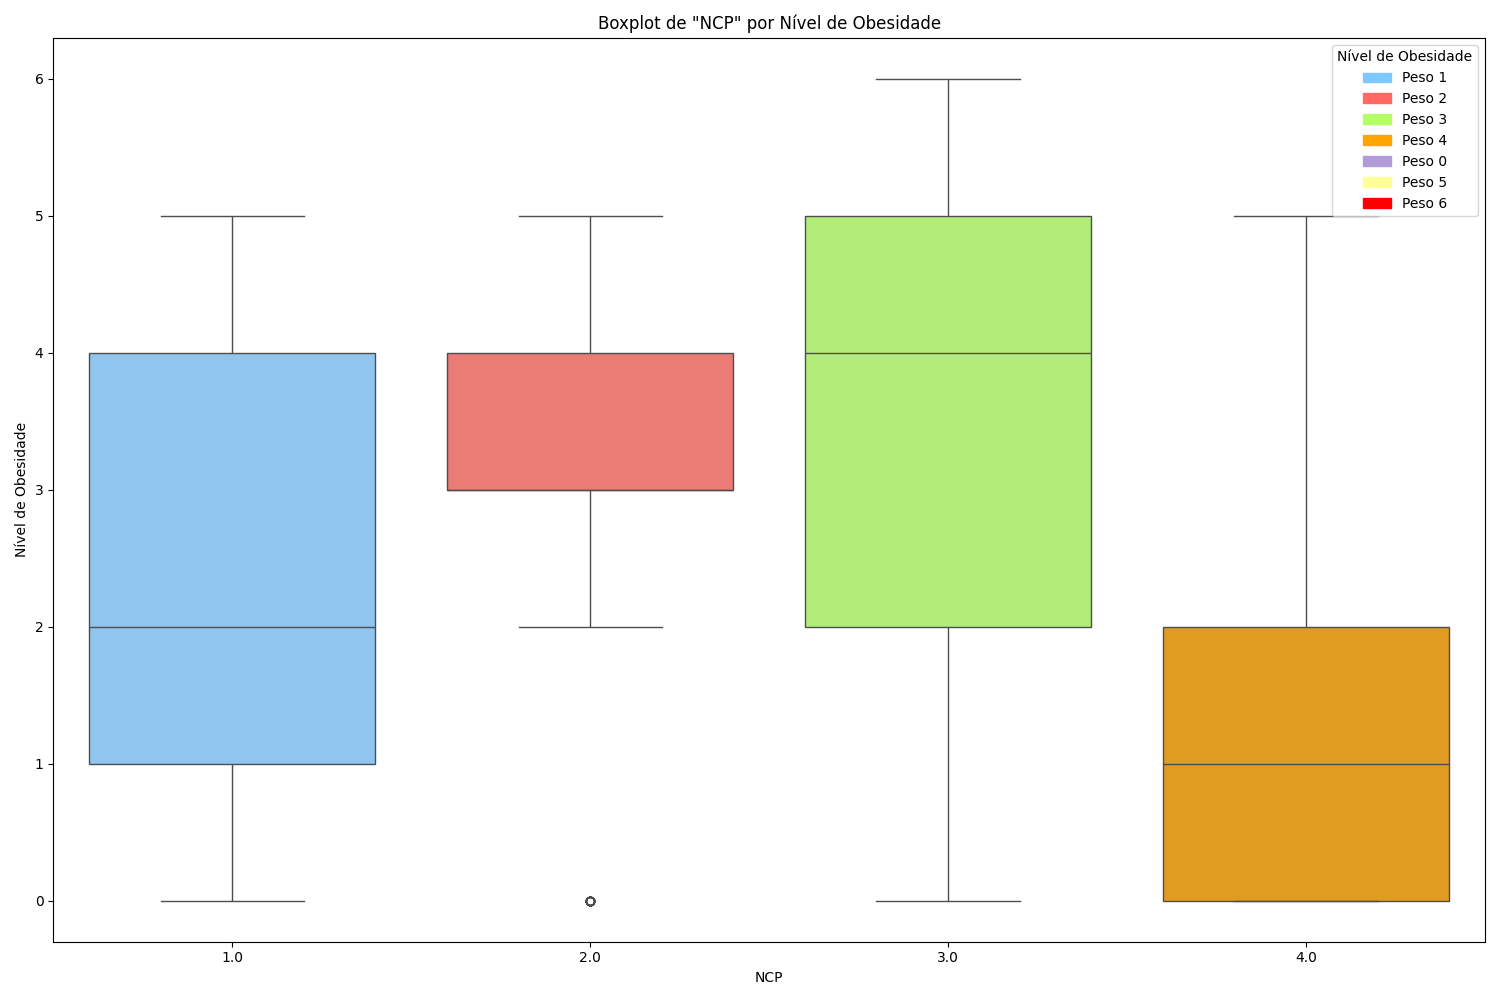 Boxplot de "NCP" por Nível de Obesidade
Nível de Obesidade
Peso 1
Peso 2
Peso 3
Peso 4
Peso 0
Peso 5
Peso 6
6
5
4
3
2
1
0
Nível de Obesidade
1.0
2.0
3.0
4.0
NCP